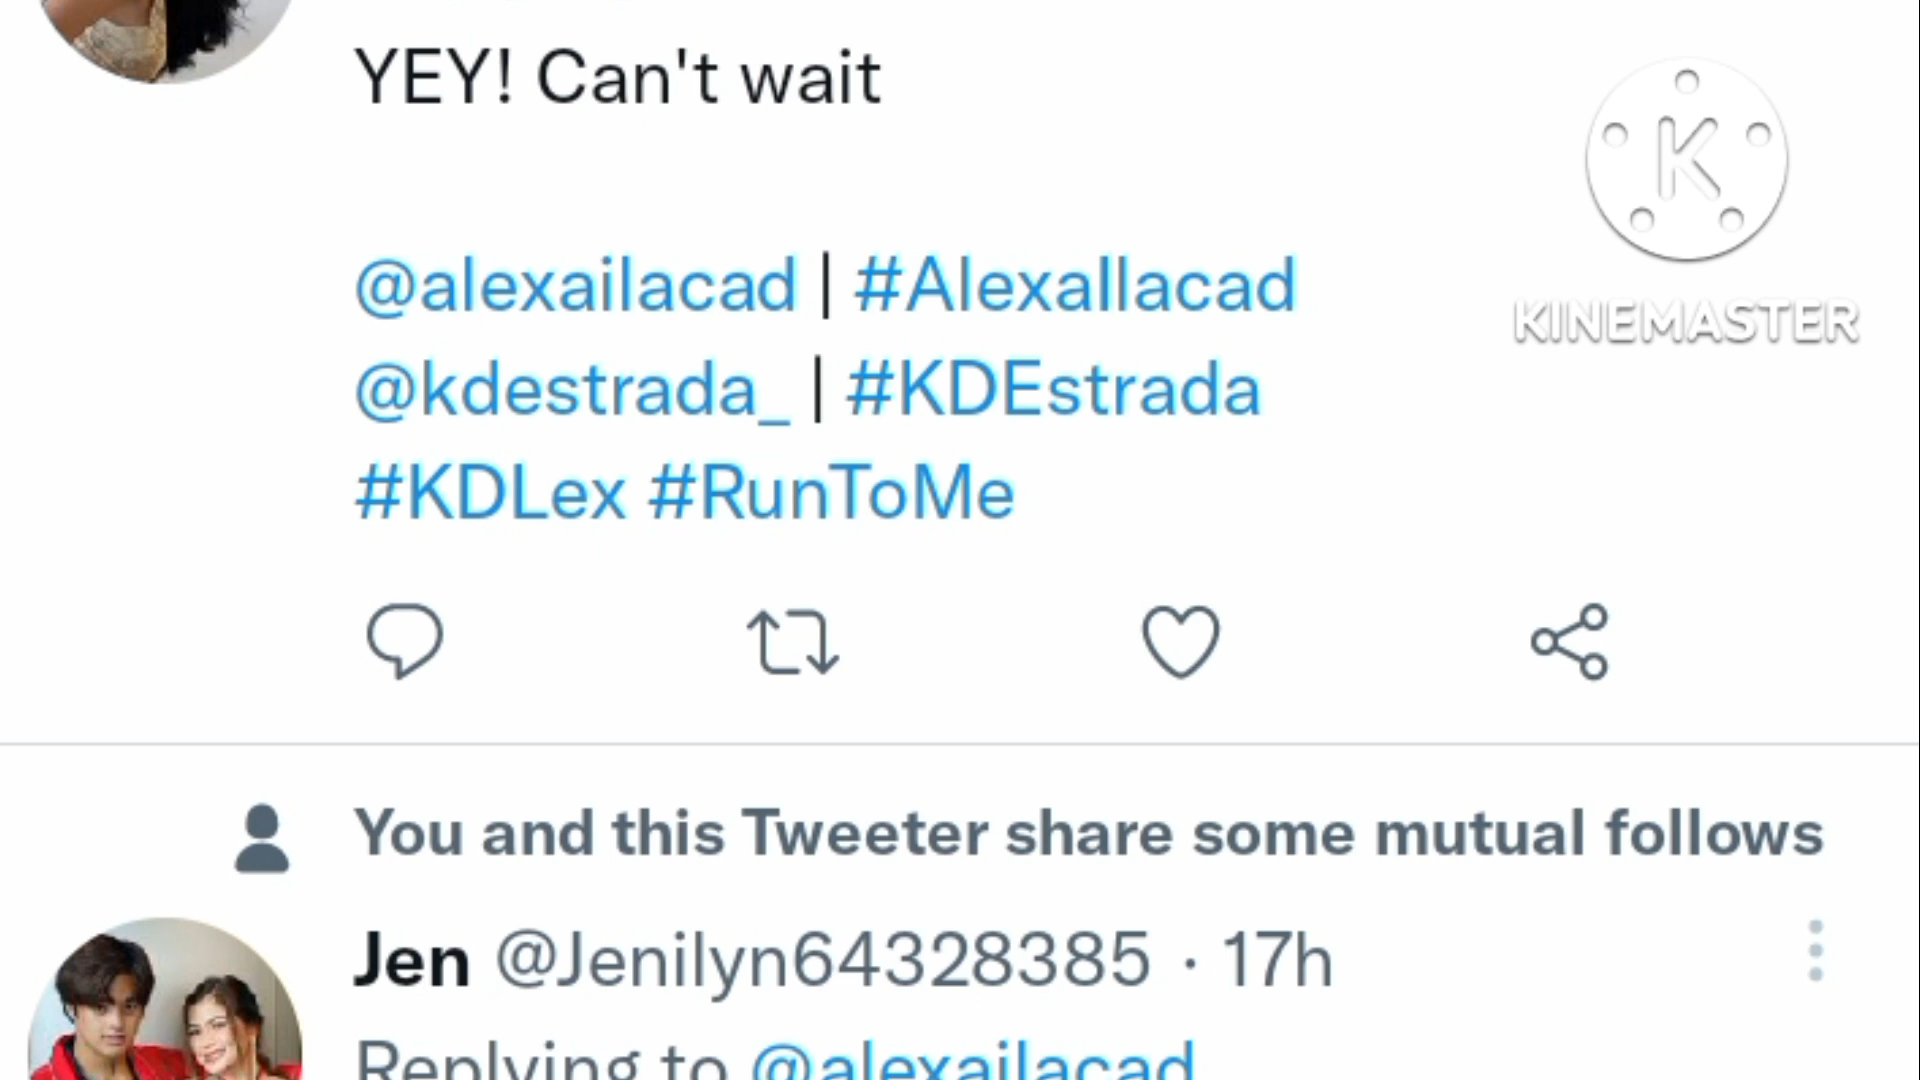 YEY! Can't wait
@alexailacad | #AlexaIlacad
@kdestrada_ | #KDEstrada
#KDLex #RunToMe
K
KINEMASTER
You and this Tweeter share some mutual follows
Jen @Jenilyn64328385 · 17h
Replying to @alexailacad